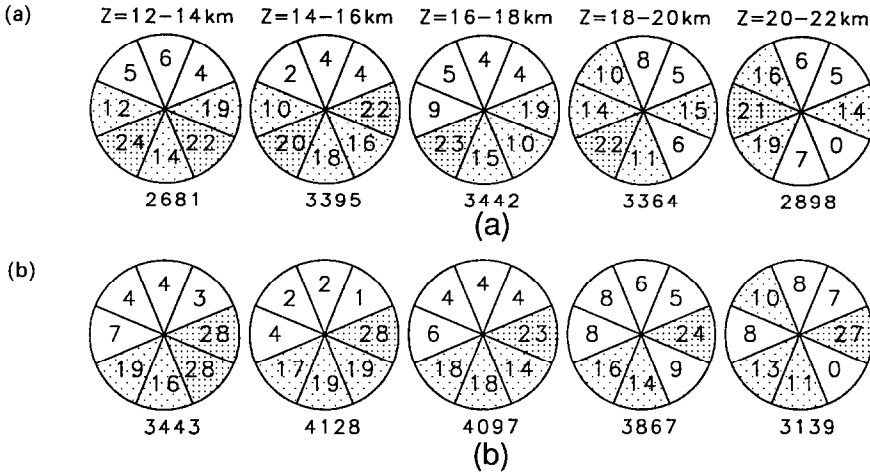 (a) Z=12-14km Z=14-16km Z=16-18km Z=18-20km Z=20-22km
6 4 4 8 6
5 4 2 4 5 4 10 5 16 5
12 19 10 22 9 19 14 15 21 14
24 22 20 16 23 10 22 6 19 0
14 18 15 11 7
2681 3395 3442 3364 2898
(a)
(b)
4 2 4 6 8
4 3 2 1 4 4 8 5 10 7
7 28 4 28 6 23 8 24 8 27
19 28 17 19 18 14 16 9 13 0
16 19 18 14 11
3443 4128 4097 3867 3139
(b)